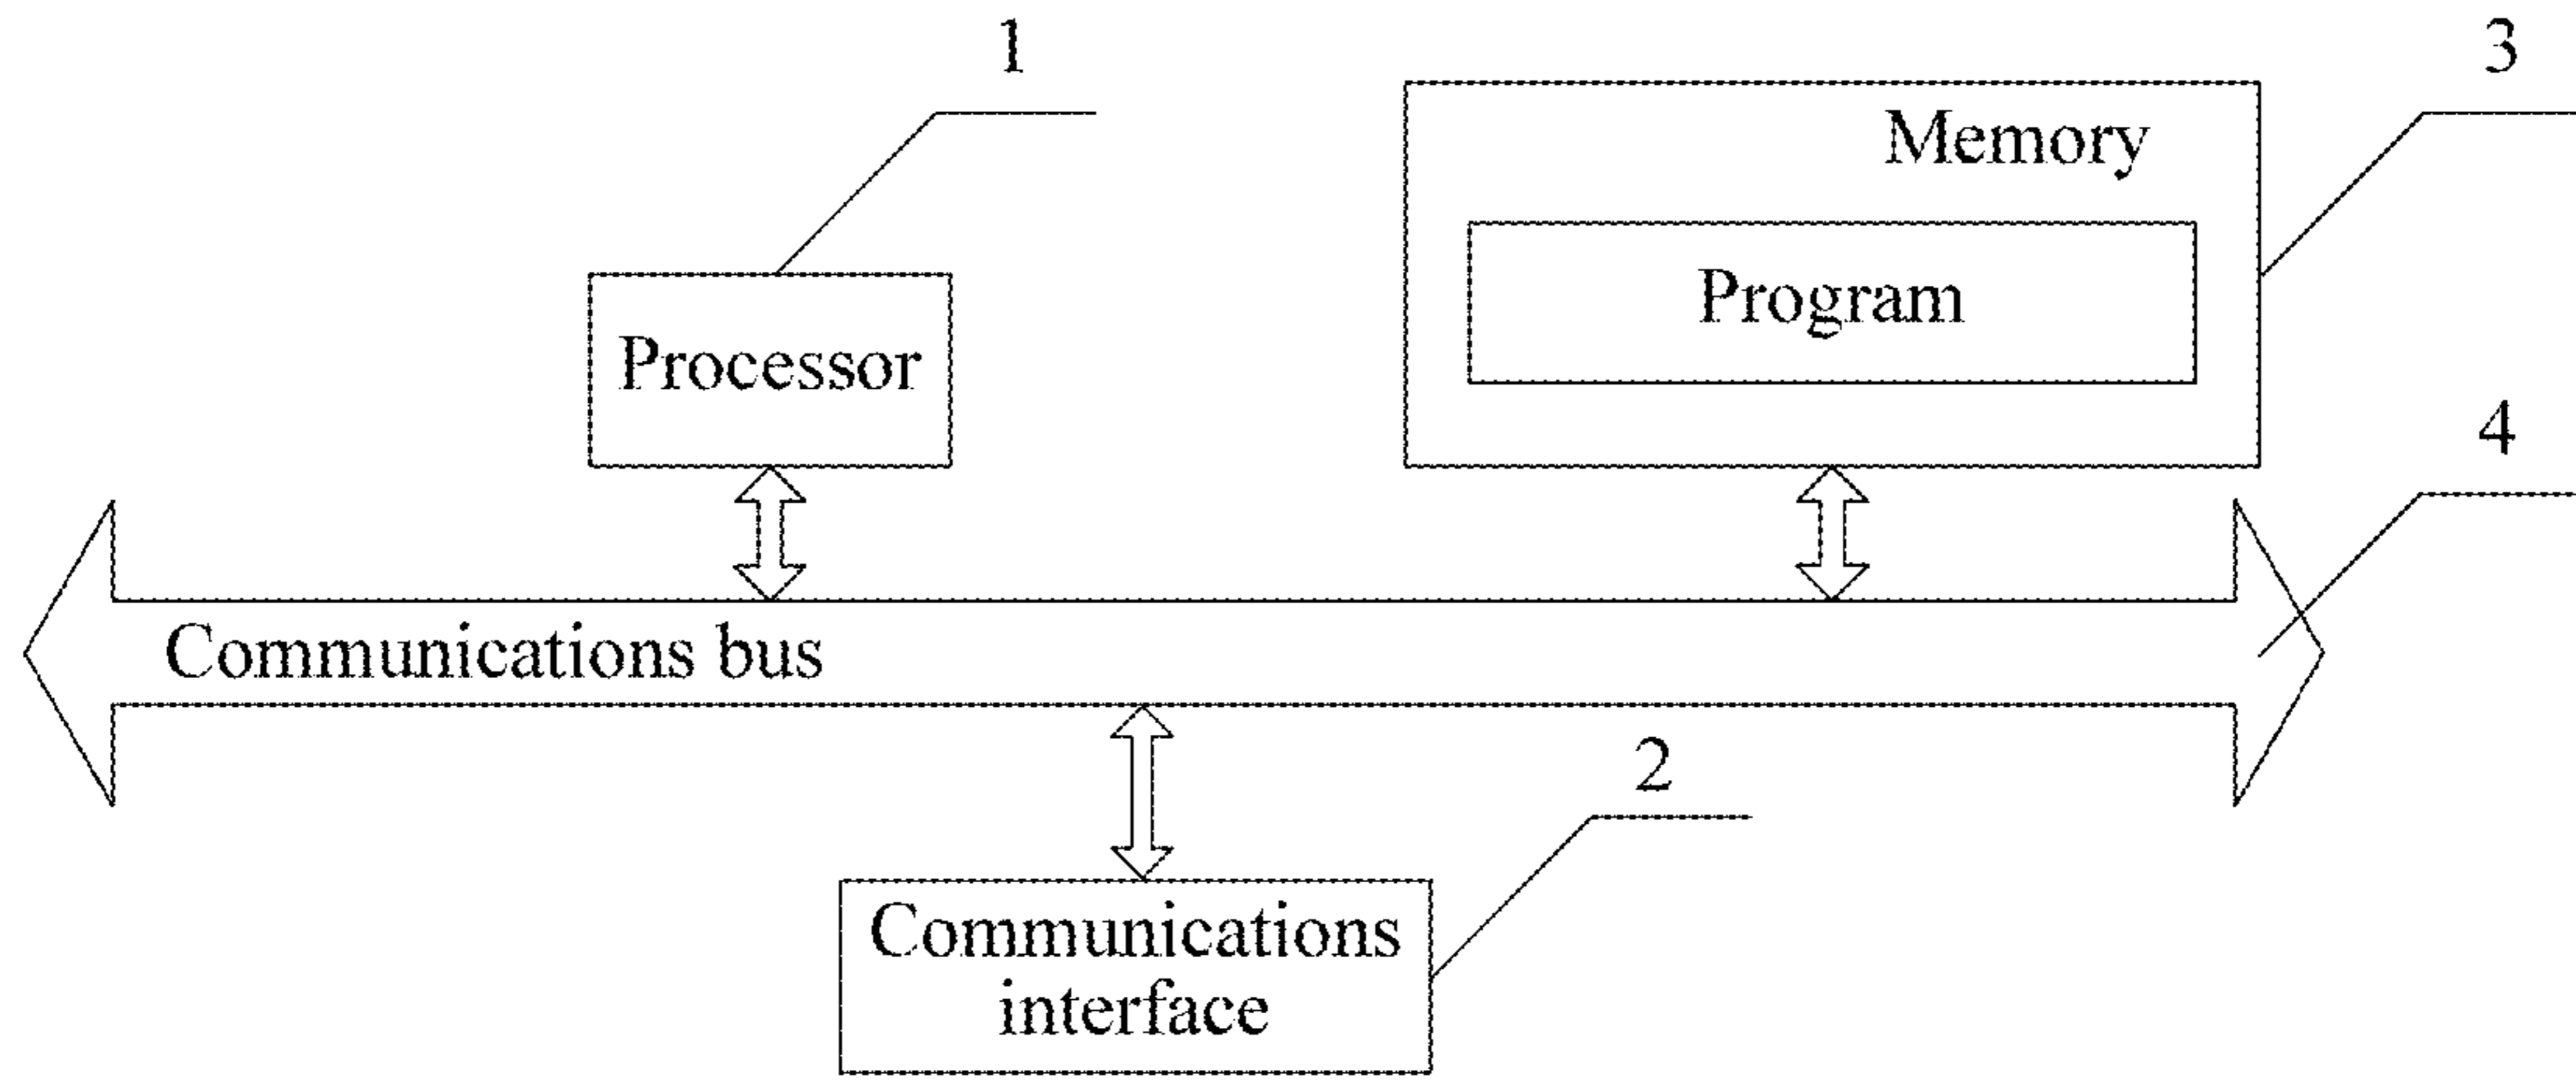 1
3
Memory
Program
Processor
4
Communications bus
2
Communications
interface